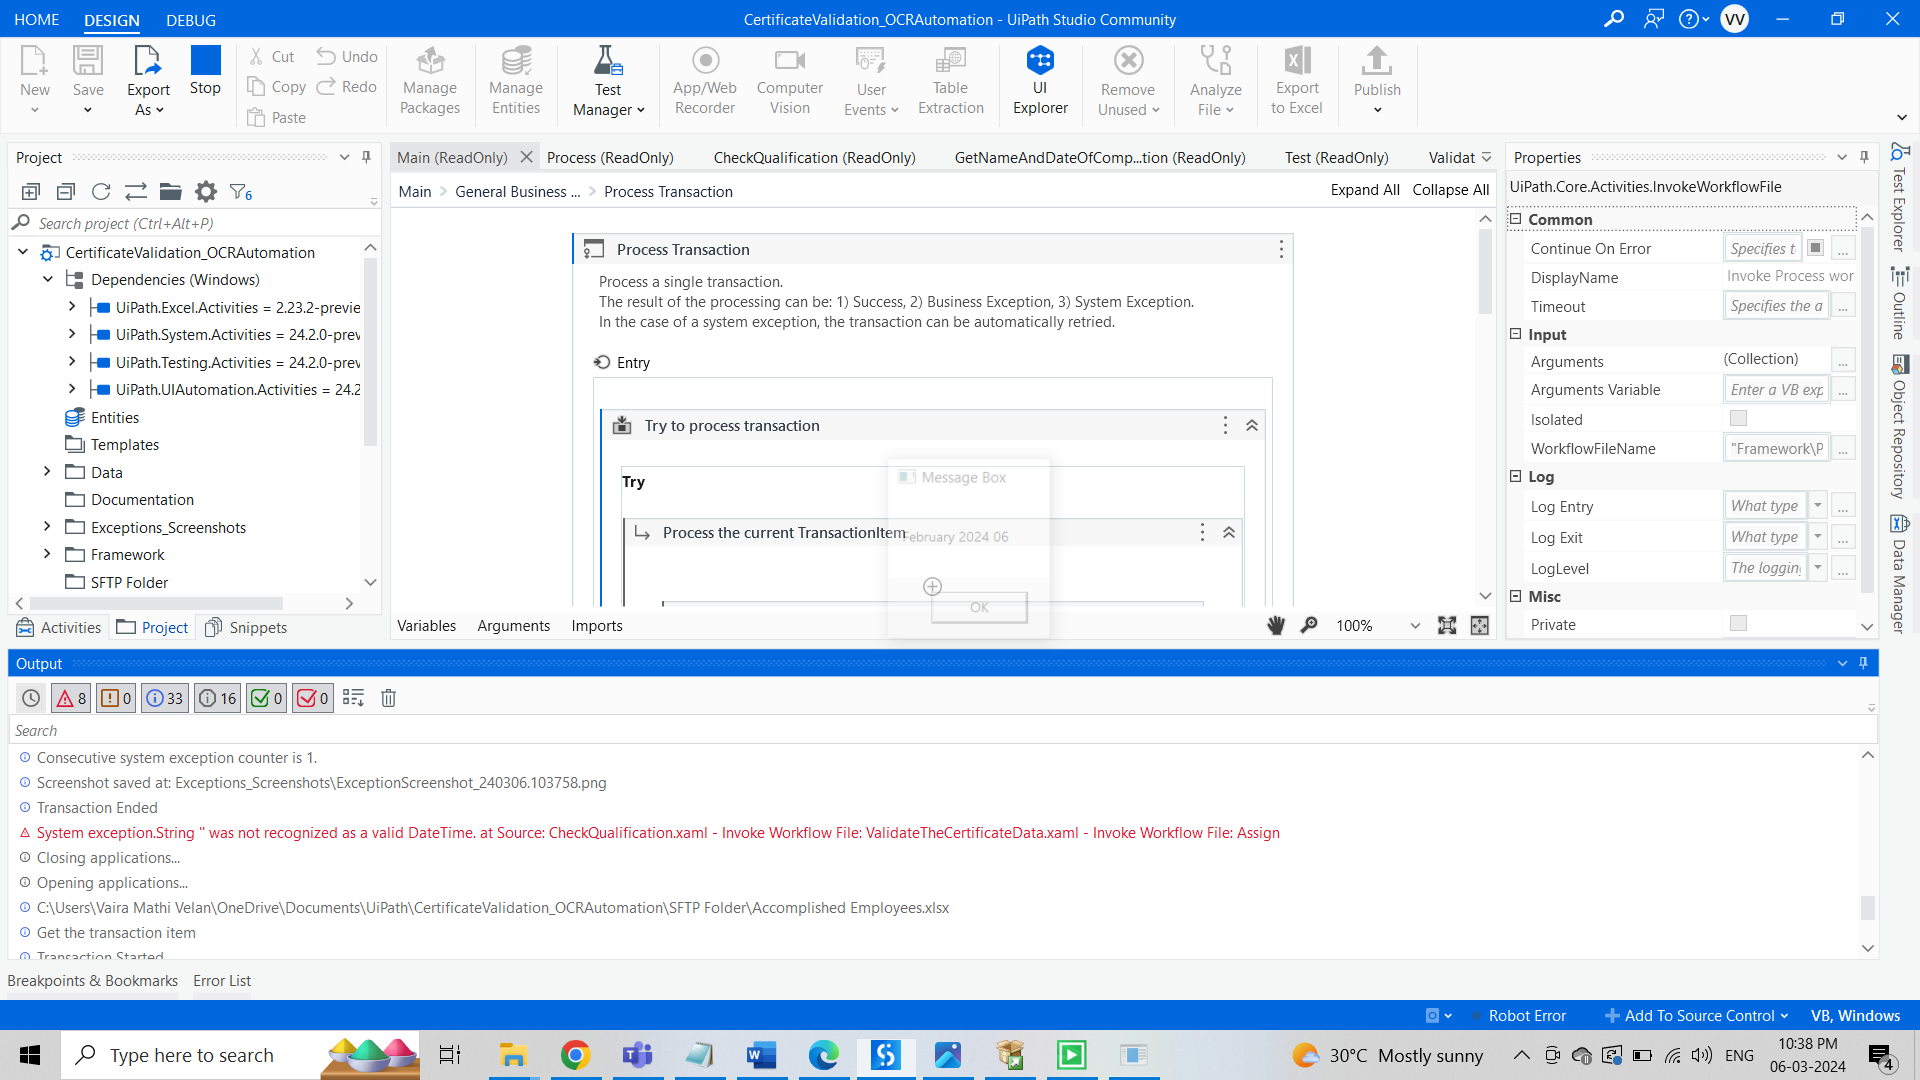 HOME
DESIGN
DEBUG
CertificateValidation_OCRAutomation - UiPath Studio Community
VV
New
Save
Export As
Stop
Cut
Copy
Paste
Undo
Redo
Manage Packages
Manage Entities
Test Manager
App/Web Recorder
Computer Vision
User Events
Table Extraction
UI Explorer
Remove Unused
Analyze File
Export to Excel
Publish
Project
6
Search project (Ctrl+Alt+P)
CertificateValidation_OCRAutomation
Dependencies (Windows)
UiPath.Excel.Activities = 2.23.2-previe
UiPath.System.Activities = 24.2.0-prev
UiPath.Testing.Activities = 24.2.0-prev
UiPath.UIAutomation.Activities = 24.2
Entities
Templates
Data
Documentation
Exceptions_Screenshots
Framework
SFTP Folder
Activities
Project
Snippets
Main (ReadOnly)
Process (ReadOnly)
CheckQualification (ReadOnly)
GetNameAndDateOfComp...tion (ReadOnly)
Test (ReadOnly)
Validat
Main > General Business ... > Process Transaction
Expand All
Collapse All
Process Transaction
Process a single transaction.
The result of the processing can be: 1) Success, 2) Business Exception, 3) System Exception.
In the case of a system exception, the transaction can be automatically retried.
Entry
Try to process transaction
Try
Process the current TransactionItem
Message Box
February 2024 06
OK
Variables
Arguments
Imports
100%
Properties
UiPath.Core.Activities.InvokeWorkflowFile
Common
Continue On Error
Specifies t
...
DisplayName
Invoke Process wor
Timeout
Specifies the a
...
Input
Arguments
(Collection)
...
Arguments Variable
Enter a VB exp
...
Isolated
WorkflowFileName
"Framework\P
...
Log
Log Entry
What type
...
Log Exit
What type
...
LogLevel
The logging
...
Misc
Private
Test Explorer
Outline
Object Repository
Data Manager
Output
8
0
33
16
0
0
Search
Consecutive system exception counter is 1.
Screenshot saved at: Exceptions_Screenshots\ExceptionScreenshot_240306.103758.png
Transaction Ended
System exception.String '' was not recognized as a valid DateTime. at Source: CheckQualification.xaml - Invoke Workflow File: ValidateTheCertificateData.xaml - Invoke Workflow File: Assign
Closing applications...
Opening applications...
C:\Users\Vaira Mathi Velan\OneDrive\Documents\UiPath\CertificateValidation_OCRAutomation\SFTP Folder\Accomplished Employees.xlsx
Get the transaction item
Transaction Started
Breakpoints & Bookmarks
Error List
Robot Error
Add To Source Control
VB, Windows
Type here to search
30°C Mostly sunny
ENG
10:38 PM
06-03-2024
4